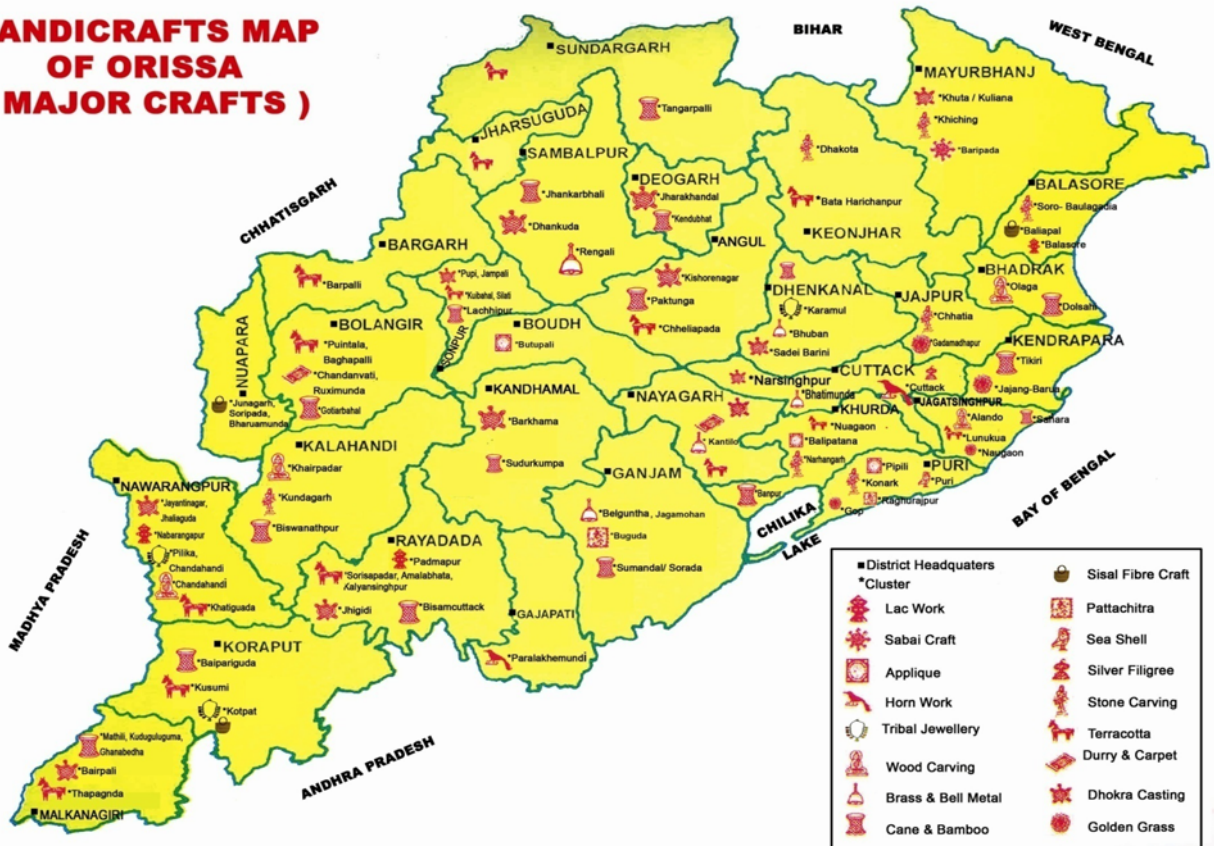 ANDICRAFTS MAP
OF ORISSA
MAJOR CRAFTS )
BIHAR
WEST BENGAL
CHHATISGARH
MADHYA PRADESH
ANDHRA PRADESH
BAY OF BENGAL
CHILIKA
LAKE
SUNDARGARH
*Tangarpalli
JHARSUGUDA
SAMBALPUR
*Jhankarbhali
*Dhankuda
*Rengali
DEOGARH
*Jharakhandal
*Kendubhat
MAYURBHANJ
*Khuta / Kuliana
*Khiching
*Baripada
*Dhakota
*Bata Harichanpur
KEONJHAR
BALASORE
*Soro- Baulagadia
*Baliapal
*Balasore
BHADRAK
*Olaga
*Dolsahi
BARGARH
*Barpalli
*Pupi, Jampali
*Kubahal, Silati
*Lachhipur
SONPUR
ANGUL
*Kishorenagar
*Paktunga
*Chheliapada
DHENKANAL
*Karamul
*Bhuban
*Sadei Barini
JAJPUR
*Chhatia
*Gadamadhapur
KENDRAPARA
*Tikiri
*Jajang-Barua
*Sahara
NUAPARA
*Junagarh,
Soripada,
Bharuamunda
BOLANGIR
*Puintala,
Baghapalli
*Chandanvati,
Ruximunda
*Gotiarbahal
BOUDH
*Butupali
KANDHAMAL
*Barkhama
*Sudurkumpa
NAYAGARH
*Kantilo
CUTTACK
*Narsinghpur
*Bhatimunda
*Cuttack
JAGATSINGHPUR
*Alando
*Lunukua
*Naugaon
KHURDA
*Nuagaon
*Balipatana
*Narhangarh
*Banpur
PURI
*Pipili
*Konark
*Puri
*Raghurajpur
*Gop
KALAHANDI
*Khairpadar
*Kundagarh
*Biswanathpur
GANJAM
*Belguntha, Jagamohan
*Buguda
*Sumandal/ Sorada
NAWARANGPUR
*Jayantinagar,
Jhaliaguda
*Nabarangapur
*Pilika,
Chandahandi
*Chandahandi
*Khatiguada
RAYADADA
*Padmapur
*Sorisapadar, Amalabhata,
Kalyansinghpur
*Jhigidi
*Bisamcuttack
GAJAPATI
*Paralakhemundi
KORAPUT
*Baipariguda
*Kusumi
*Kotpat
*Mathili, Kuduguluguma,
Ghanabedha
*Bairpali
*Thapagnda
MALKANAGIRI
District Headquaters
*Cluster
Lac Work
Sabai Craft
Applique
Horn Work
Tribal Jewellery
Wood Carving
Brass & Bell Metal
Cane & Bamboo
Sisal Fibre Craft
Pattachitra
Sea Shell
Silver Filigree
Stone Carving
Terracotta
Durry & Carpet
Dhokra Casting
Golden Grass